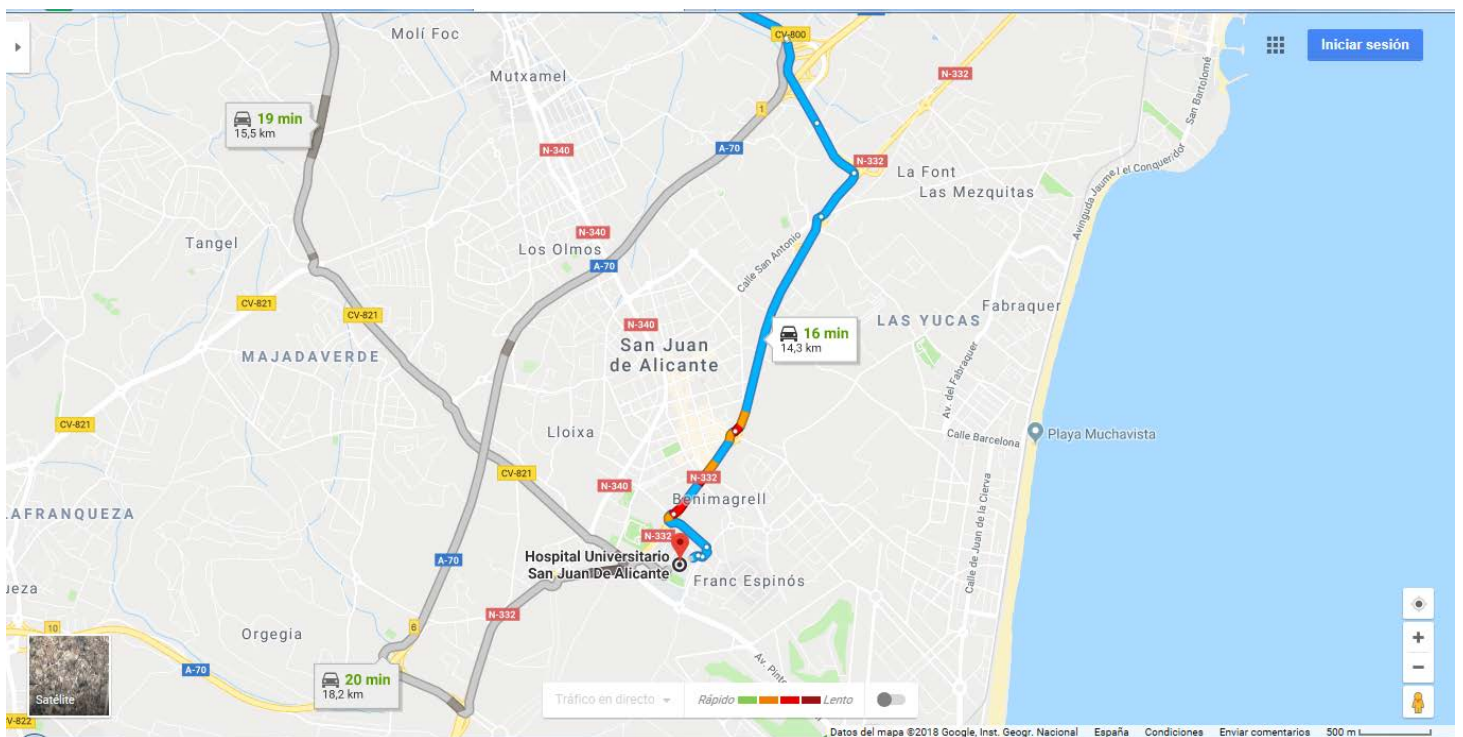 Molí Foc
CV-800
Iniciar sesión
Mutxamel
N-332
San Bartolomé
19 min
15,5 km
1
A-70
N-340
N-332
La Font
Las Mezquitas
Avinguda Jaume I el Conqueridor
Tangel
N-340
Los Olmos
Calle San Antonio
A-70
CV-821
CV-821
Fabraquer
N-340
LAS YUCAS
16 min
14,3 km
San Juan
de Alicante
MAJADAVERDE
Av. del Fabraquer
CV-821
Lloixa
Calle Barcelona
Playa Muchavista
CV-821
N-332
N-340
Benimagrell
AFRANQUEZA
N-332
Calle de Juan de la Cierva
Hospital Universitario
San Juan De Alicante
A-70
Franc Espinós
ueza
N-332
10
Orgegia
6
A-70
20 min
18,2 km
Av. Pint
Satélite
Tráfico en directo
Rápido
Lento
V-822
Datos del mapa ©2018 Google, Inst. Geogr. Nacional España Condiciones Enviar comentarios 500 m